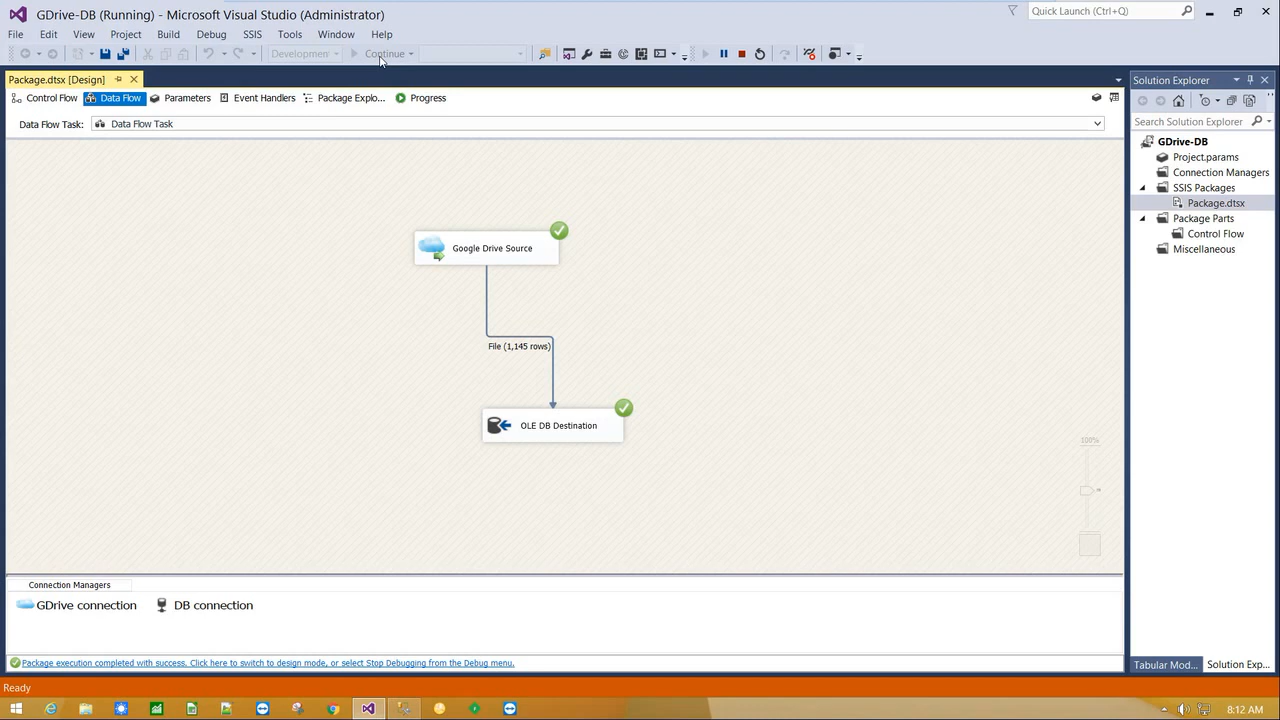 GDrive-DB (Running) - Microsoft Visual Studio (Administrator)
Quick Launch (Ctrl+Q)
File Edit View Project Build Debug SSIS Tools Window Help
Development Continue
Package.dtsx [Design]
Solution Explorer
Control Flow Data Flow Parameters Event Handlers Package Explo... Progress
Data Flow Task: Data Flow Task
Search Solution Explorer
GDrive-DB
Project.params
Connection Managers
SSIS Packages
Package.dtsx
Package Parts
Control Flow
Miscellaneous
Google Drive Source
File (1,145 rows)
OLE DB Destination
100%
Connection Managers
GDrive connection DB connection
Package execution completed with success. Click here to switch to design mode, or select Stop Debugging from the Debug menu.
Tabular Mod... Solution Exp...
Ready
8:12 AM